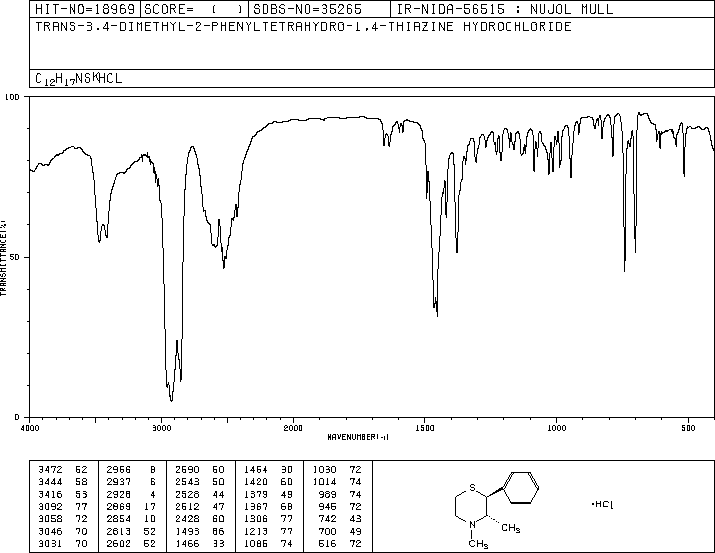 HIT-NO=18969 SCORE= ( ) SDBS-NO=35265 IR-NIDA-56515 : NUJOL MULL
TRANS-3,4-DIMETHYL-2-PHENYLTETRAHYDRO-1,4-THIAZINE HYDROCHLORIDE
C12H17NS*HCL
100
50
0
TRANSMITTANCE(%)
4000 3000 2000 1500 1000 500
WAVENUMBER(-1)
3472 52 2956 8 2590 50 1464 30 1030 72
3444 58 2937 6 2543 50 1420 60 1014 74
3416 53 2928 4 2528 44 1379 49 989 74
3092 77 2869 17 2512 47 1367 68 945 72
3058 72 2854 10 2428 60 1306 77 742 43
3046 70 2613 52 1493 66 1213 77 700 49
3031 70 2602 52 1466 33 1086 74 516 72
S
N
CH3
CH3
·HCl